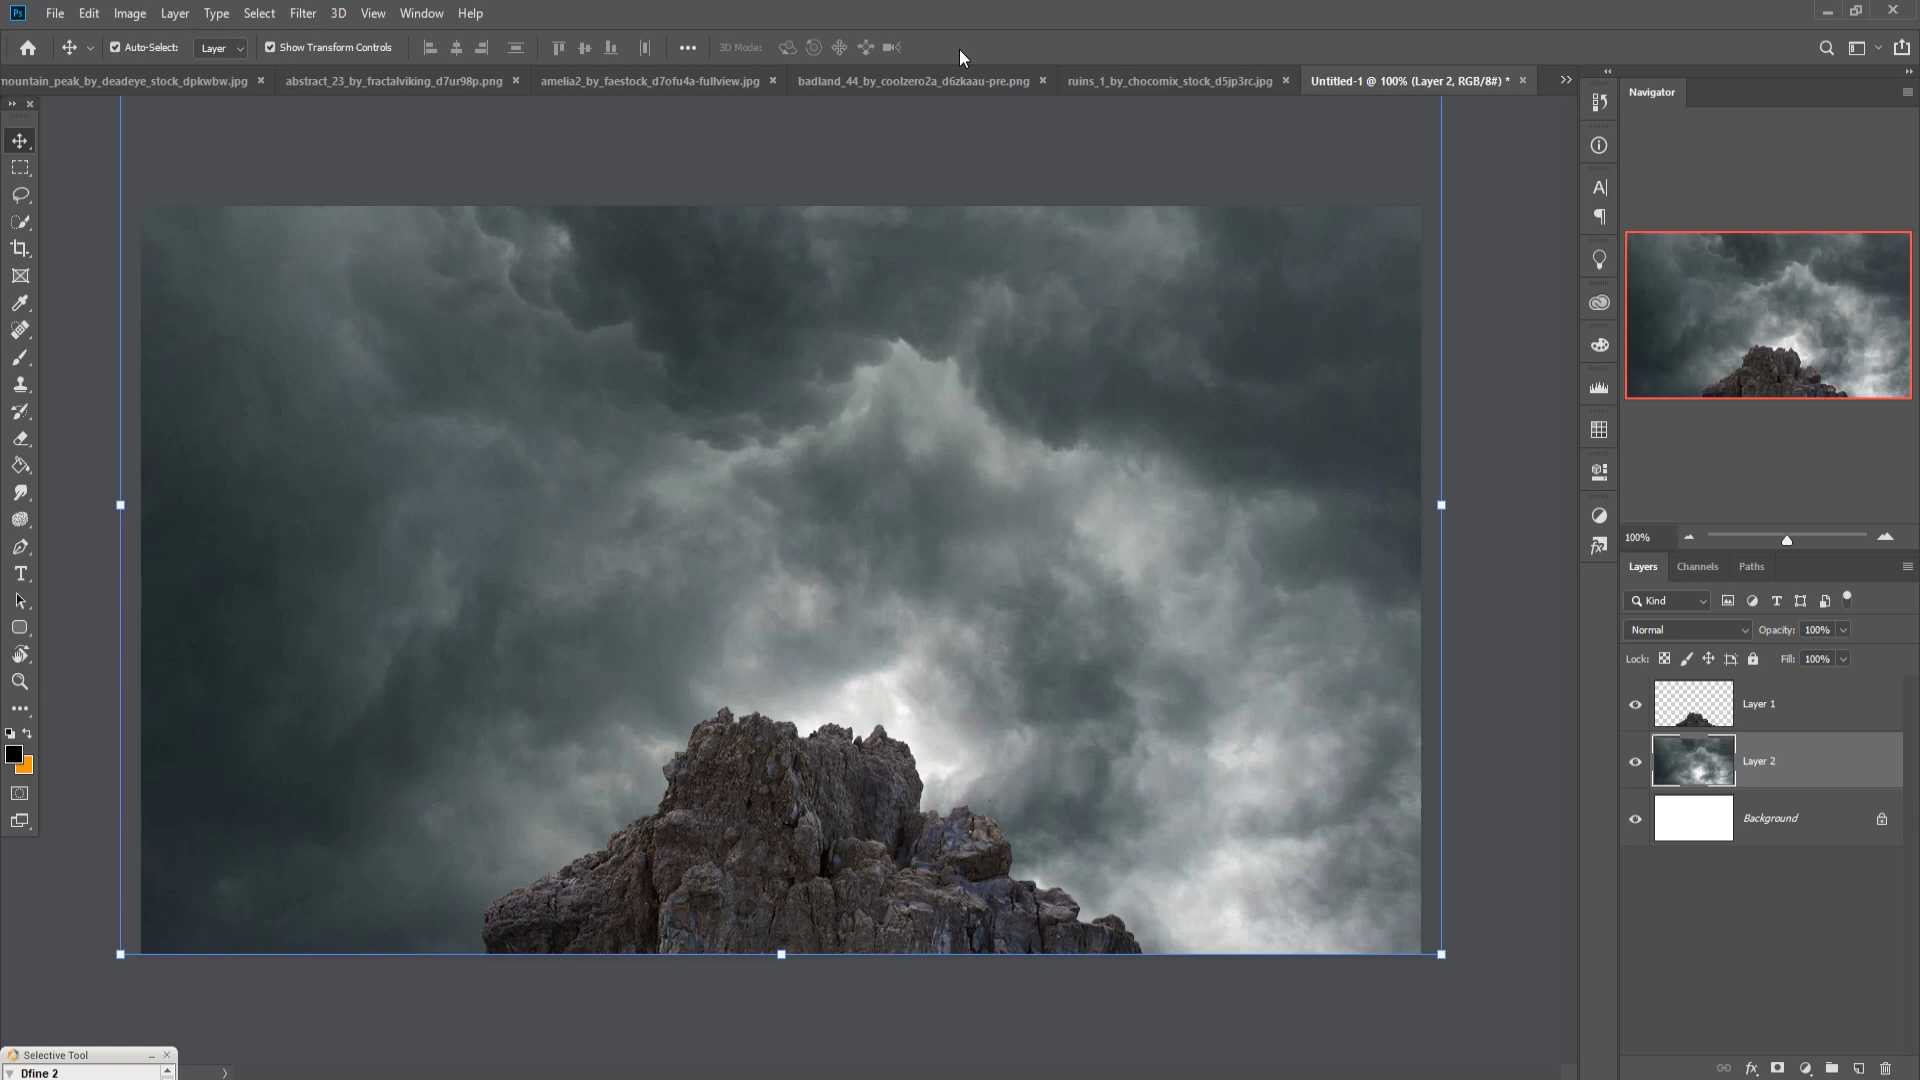 Ps File Edit Image Layer Type Select Filter 3D View Window Help
Auto-Select: Layer Show Transform Controls 3D Mode:
mountain_peak_by_deadeye_stock_dpkwbw.jpg abstract_23_by_fractalviking_d7ur98p.png amelia2_by_faestock_d7ofu4a-fullview.jpg badland_44_by_coolzero2a_d6zkaau-pre.png ruins_1_by_chocomix_stock_d5jp3rc.jpg Untitled-1 @ 100% (Layer 2, RGB/8#) *
Navigator
100%
Layers Channels Paths
Kind
Normal Opacity: 100%
Lock: Fill: 100%
Layer 1
Layer 2
Background
Selective Tool
Dfine 2